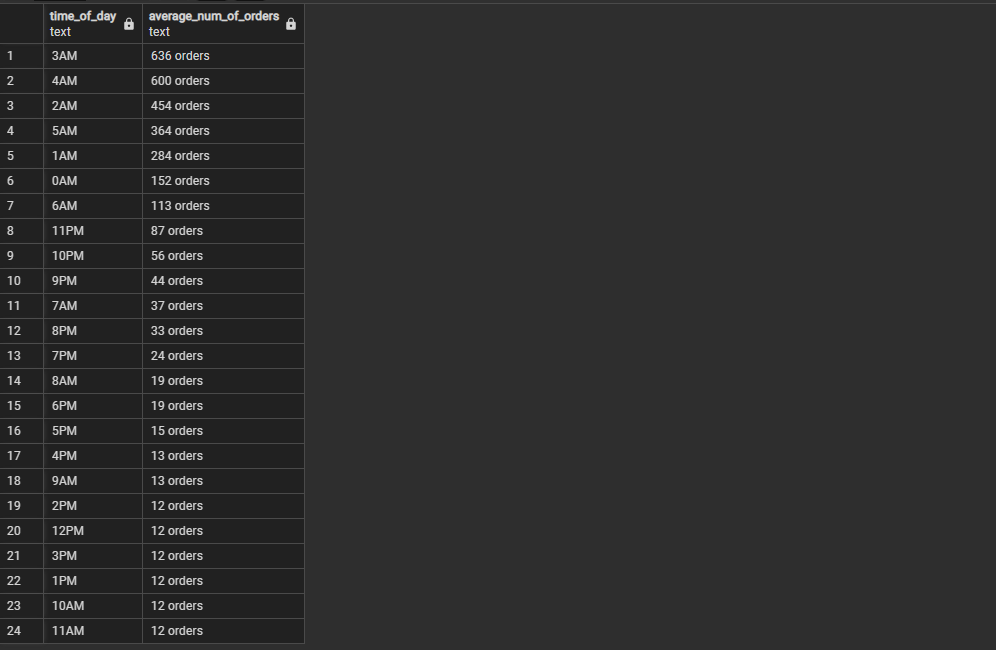 time_of_day average_num_of_orders
text text
1 3AM 636 orders
2 4AM 600 orders
3 2AM 454 orders
4 5AM 364 orders
5 1AM 284 orders
6 0AM 152 orders
7 6AM 113 orders
8 11PM 87 orders
9 10PM 56 orders
10 9PM 44 orders
11 7AM 37 orders
12 8PM 33 orders
13 7PM 24 orders
14 8AM 19 orders
15 6PM 19 orders
16 5PM 15 orders
17 4PM 13 orders
18 9AM 13 orders
19 2PM 12 orders
20 12PM 12 orders
21 3PM 12 orders
22 1PM 12 orders
23 10AM 12 orders
24 11AM 12 orders